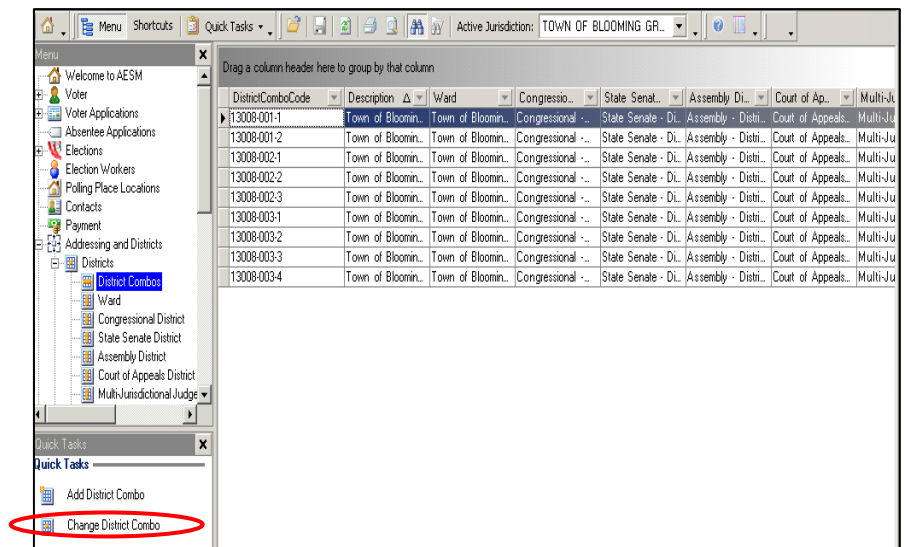 Menu Shortcuts Quick Tasks Active Jurisdiction: TOWN OF BLOOMING GR...
Menu X
Welcome to AESM
Voter
Voter Applications
Absentee Applications
Elections
Election Workers
Polling Place Locations
Contacts
Payment
Addressing and Districts
Districts
District Combos
Ward
Congressional District
State Senate District
Assembly District
Court of Appeals District
Multi-Jurisdictional Judge
Quick Tasks X
Quick Tasks
Add District Combo
Change District Combo
Drag a column header here to group by that column
DistrictComboCode Description Ward Congressio... State Senat... Assembly Di... Court of Ap... Multi-Ju
13008-001-1 Town of Bloomin... Town of Bloomin... Congressional -... State Senate - Di... Assembly - Distri... Court of Appeals... Multi-Ju
13008-001-2 Town of Bloomin... Town of Bloomin... Congressional -... State Senate - Di... Assembly - Distri... Court of Appeals... Multi-Ju
13008-002-1 Town of Bloomin... Town of Bloomin... Congressional -... State Senate - Di... Assembly - Distri... Court of Appeals... Multi-Ju
13008-002-2 Town of Bloomin... Town of Bloomin... Congressional -... State Senate - Di... Assembly - Distri... Court of Appeals... Multi-Ju
13008-002-3 Town of Bloomin... Town of Bloomin... Congressional -... State Senate - Di... Assembly - Distri... Court of Appeals... Multi-Ju
13008-003-1 Town of Bloomin... Town of Bloomin... Congressional -... State Senate - Di... Assembly - Distri... Court of Appeals... Multi-Ju
13008-003-2 Town of Bloomin... Town of Bloomin... Congressional -... State Senate - Di... Assembly - Distri... Court of Appeals... Multi-Ju
13008-003-3 Town of Bloomin... Town of Bloomin... Congressional -... State Senate - Di... Assembly - Distri... Court of Appeals... Multi-Ju
13008-003-4 Town of Bloomin... Town of Bloomin... Congressional -... State Senate - Di... Assembly - Distri... Court of Appeals... Multi-Ju